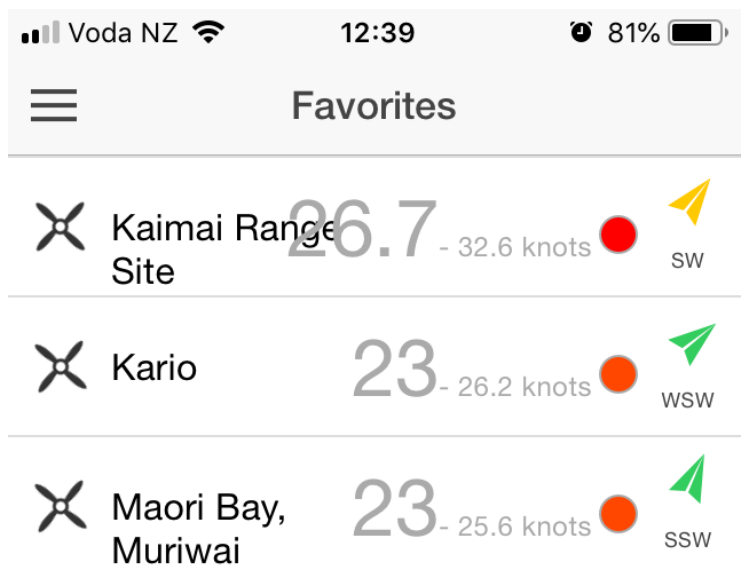 Voda NZ 12:39 81%
Favorites
Kaimai Range 26.7 - 32.6 knots SW
Site
Kario 23 - 26.2 knots WSW
Maori Bay, 23 - 25.6 knots SSW
Muriwai